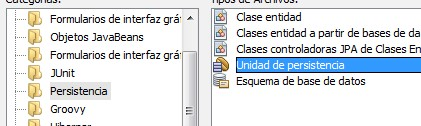 Categorías:
Tipos de Archivos:
Formularios de interfaz grá
Objetos JavaBeans
Formularios de interfaz grá
JUnit
Persistencia
Groovy
Clase entidad
Clases entidad a partir de bases de da
Clases controladoras JPA de Clases En
Unidad de persistencia
Esquema de base de datos